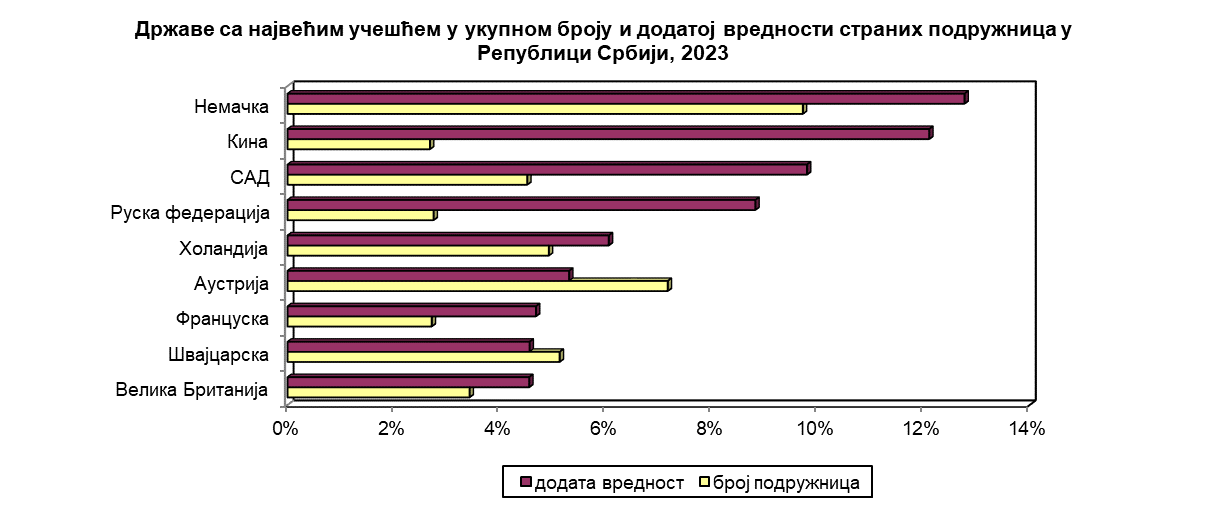 Државе са највећим учешћем у укупном броју и додатој вредности страних подружница у
Републици Србији, 2023
Немачка
Кина
САД
Руска федерација
Холандија
Аустрија
Француска
Швајцарска
Велика Британија
0% 2% 4% 6% 8% 10% 12% 14%
додата вредност број подружница